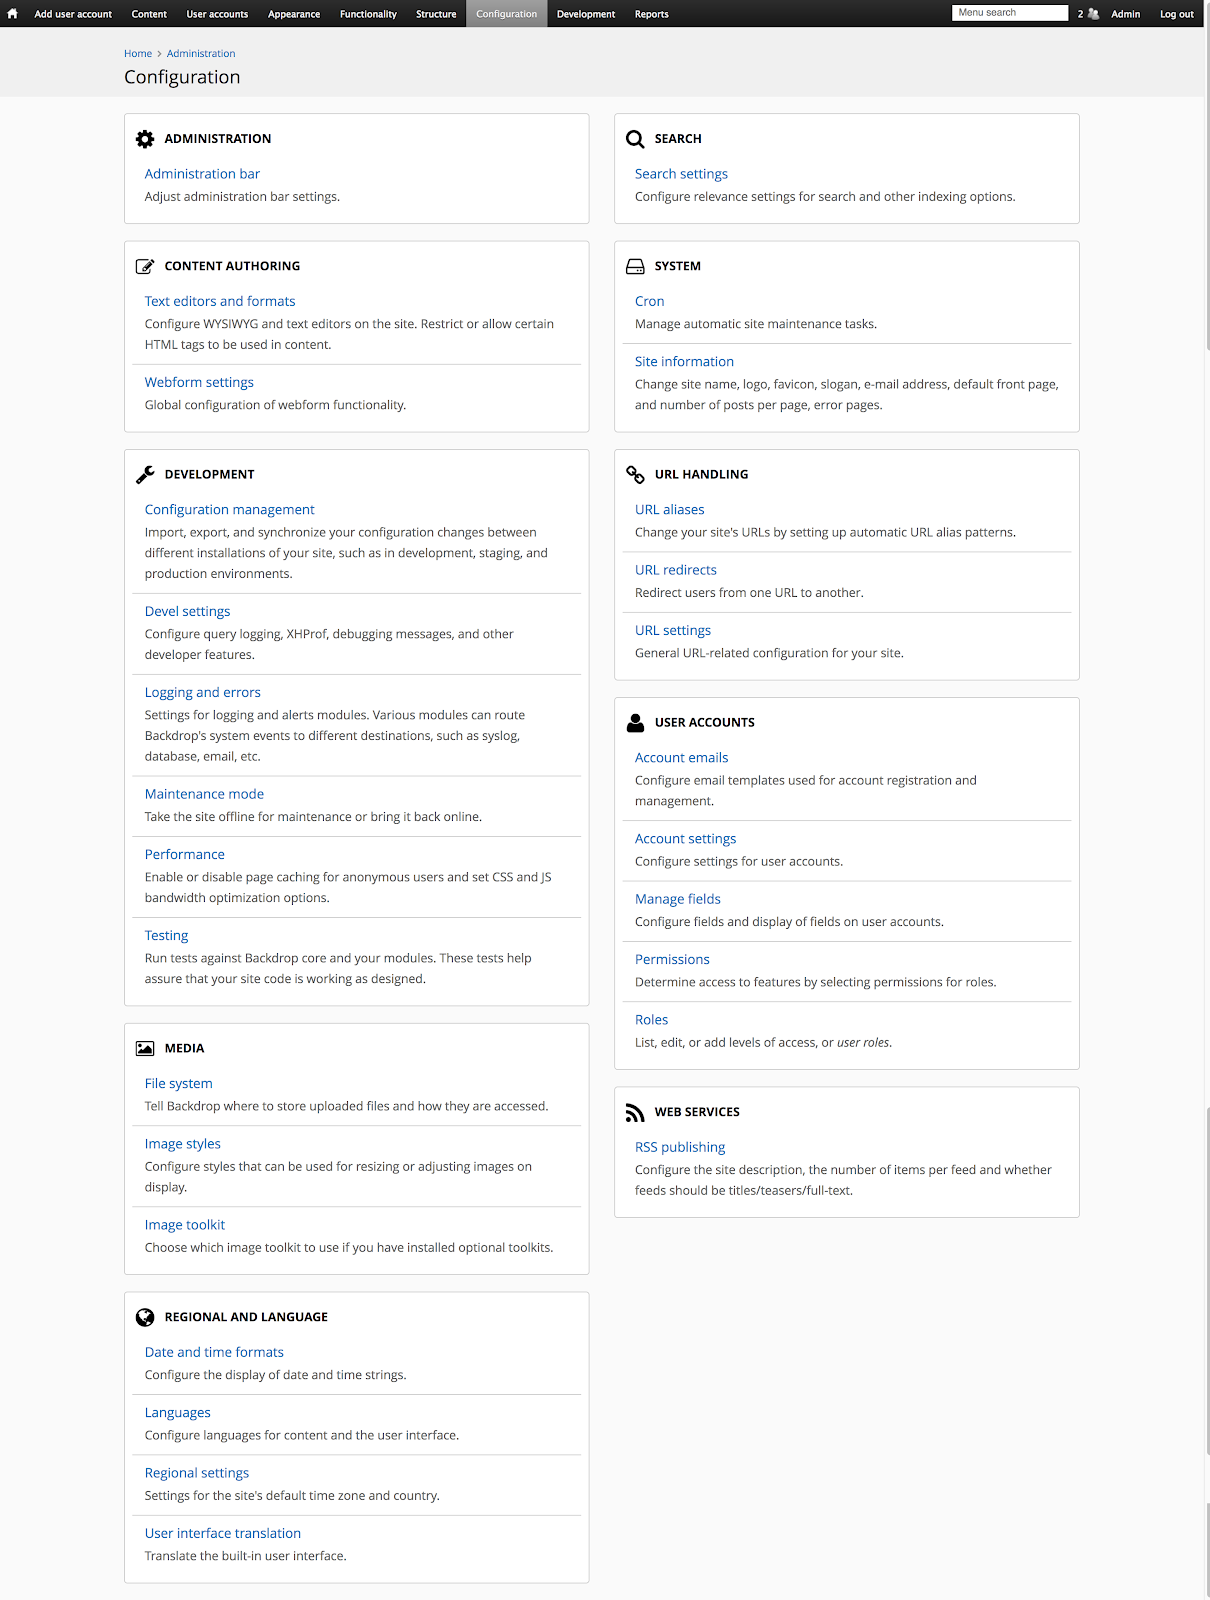 Add user account Content User accounts Appearance Functionality Structure Configuration Development Reports Menu search 2 Admin Log out
Home › Administration
Configuration
ADMINISTRATION
Administration bar
Adjust administration bar settings.
CONTENT AUTHORING
Text editors and formats
Configure WYSIWYG and text editors on the site. Restrict or allow certain
HTML tags to be used in content.
Webform settings
Global configuration of webform functionality.
DEVELOPMENT
Configuration management
Import, export, and synchronize your configuration changes between
different installations of your site, such as in development, staging, and
production environments.
Devel settings
Configure query logging, XHProf, debugging messages, and other
developer features.
Logging and errors
Settings for logging and alerts modules. Various modules can route
Backdrop's system events to different destinations, such as syslog,
database, email, etc.
Maintenance mode
Take the site offline for maintenance or bring it back online.
Performance
Enable or disable page caching for anonymous users and set CSS and JS
bandwidth optimization options.
Testing
Run tests against Backdrop core and your modules. These tests help
assure that your site code is working as designed.
MEDIA
File system
Tell Backdrop where to store uploaded files and how they are accessed.
Image styles
Configure styles that can be used for resizing or adjusting images on
display.
Image toolkit
Choose which image toolkit to use if you have installed optional toolkits.
REGIONAL AND LANGUAGE
Date and time formats
Configure the display of date and time strings.
Languages
Configure languages for content and the user interface.
Regional settings
Settings for the site's default time zone and country.
User interface translation
Translate the built-in user interface.
SEARCH
Search settings
Configure relevance settings for search and other indexing options.
SYSTEM
Cron
Manage automatic site maintenance tasks.
Site information
Change site name, logo, favicon, slogan, e-mail address, default front page,
and number of posts per page, error pages.
URL HANDLING
URL aliases
Change your site's URLs by setting up automatic URL alias patterns.
URL redirects
Redirect users from one URL to another.
URL settings
General URL-related configuration for your site.
USER ACCOUNTS
Account emails
Configure email templates used for account registration and
management.
Account settings
Configure settings for user accounts.
Manage fields
Configure fields and display of fields on user accounts.
Permissions
Determine access to features by selecting permissions for roles.
Roles
List, edit, or add levels of access, or user roles.
WEB SERVICES
RSS publishing
Configure the site description, the number of items per feed and whether
feeds should be titles/teasers/full-text.